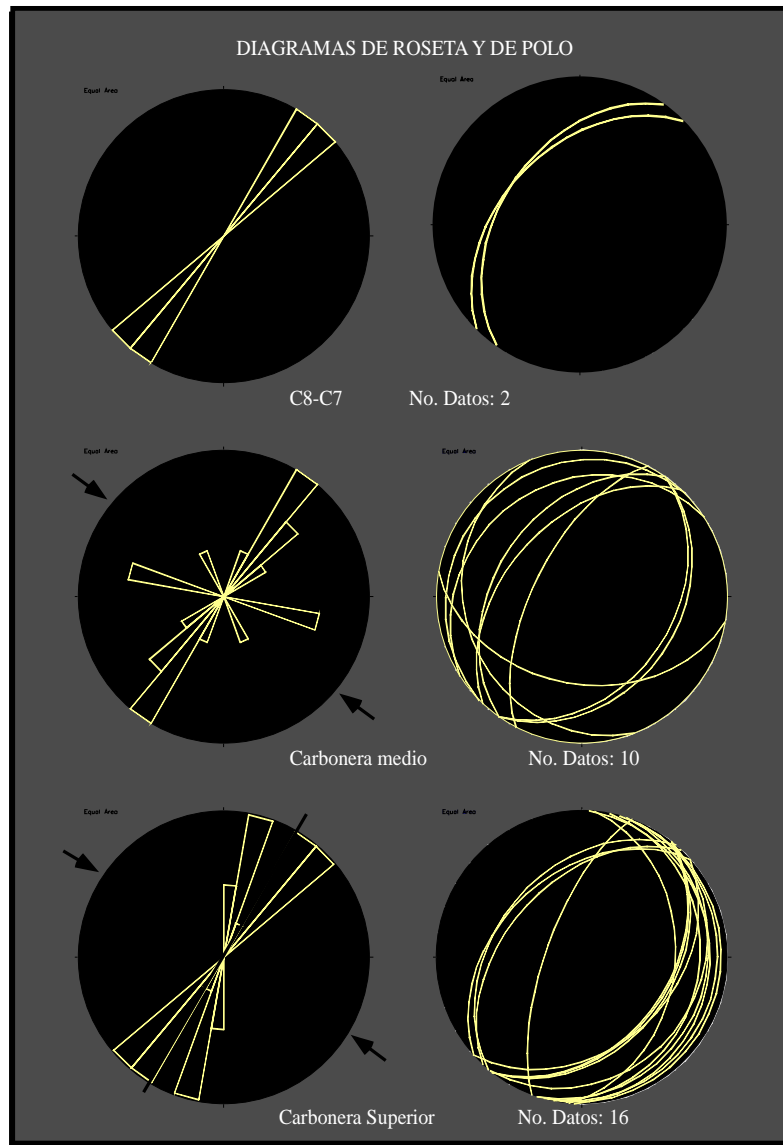 DIAGRAMAS DE ROSETA Y DE POLO
Equal Area
Equal Area
C8-C7
No. Datos: 2
Equal Area
Equal Area
Carbonera medio
No. Datos: 10
Equal Area
Equal Area
Carbonera Superior
No. Datos: 16